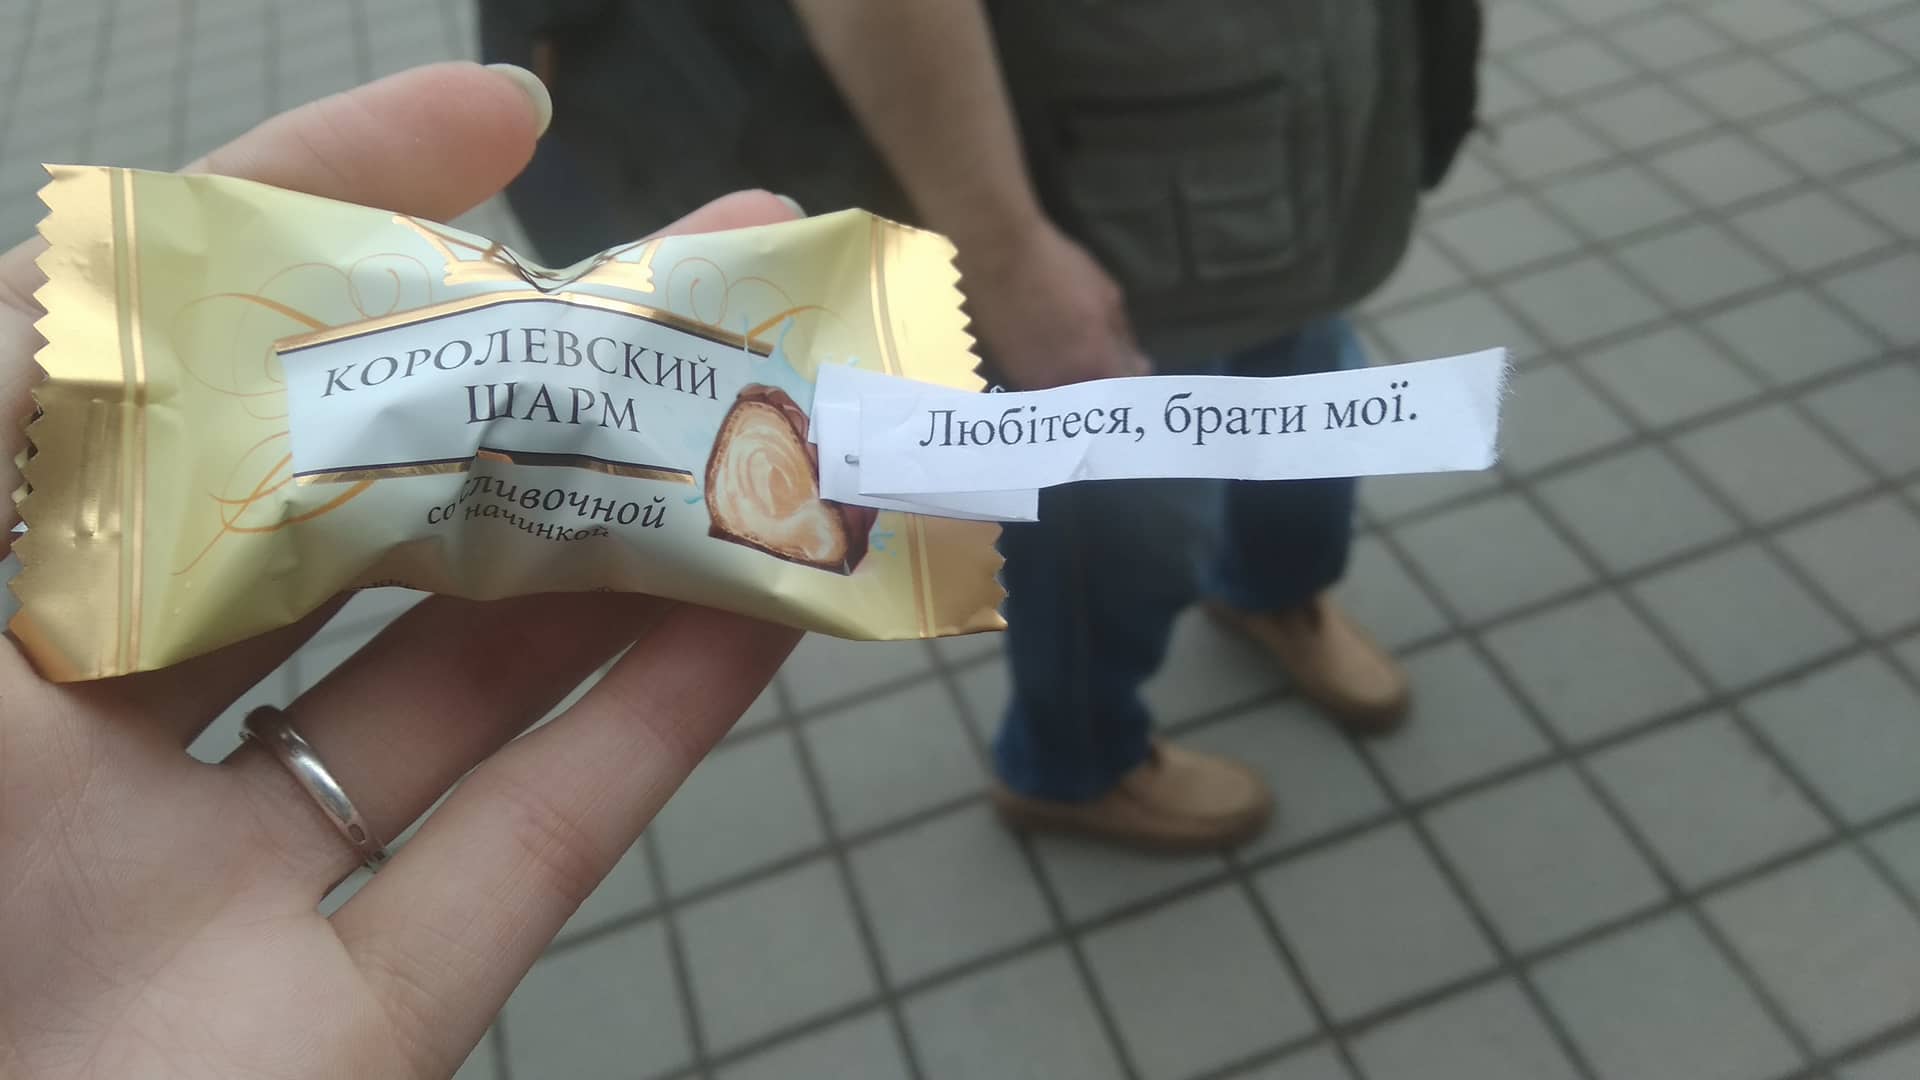 КОРОЛЕВСКИЙ
ШАРМ
со сливочной
начинкой
Любітеся, брати мої.